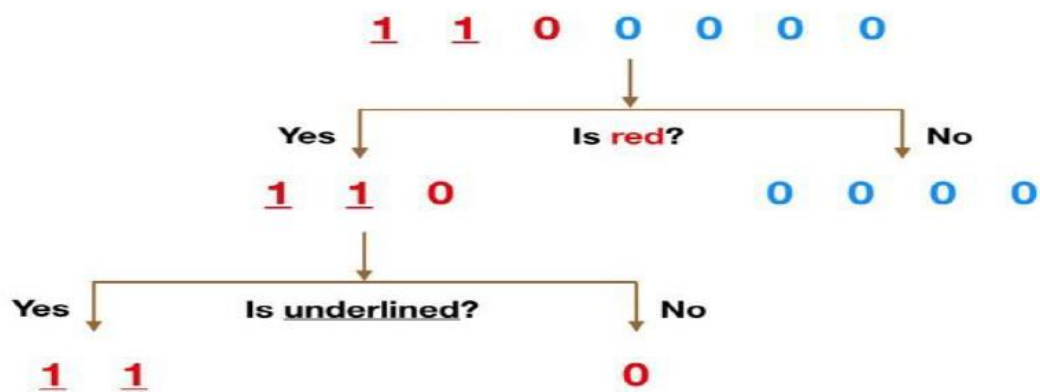 1 1 0 0 0 0 0
Yes Is red? No
1 1 0 0 0 0 0
Yes Is underlined? No
1 1 0